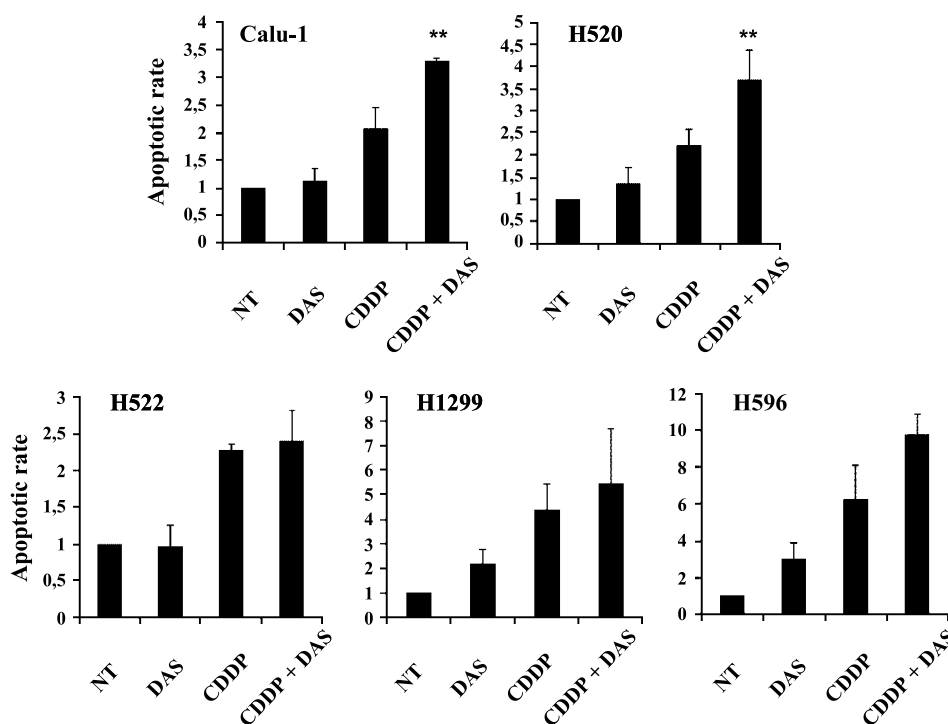 Calu-1
Apoptotic rate
4
3,5
3
2,5
2
1,5
1
0,5
0
**
NT
DAS
CDDP
CDDP + DAS
H520
5
4,5
4
3,5
3
2,5
2
1,5
1
0,5
0
**
NT
DAS
CDDP
CDDP + DAS
H522
Apoptotic rate
3
2,5
2
1,5
1
0,5
0
NT
DAS
CDDP
CDDP + DAS
H1299
9
8
7
6
5
4
3
2
1
0
NT
DAS
CDDP
CDDP + DAS
H596
12
10
8
6
4
2
0
NT
DAS
CDDP
CDDP + DAS